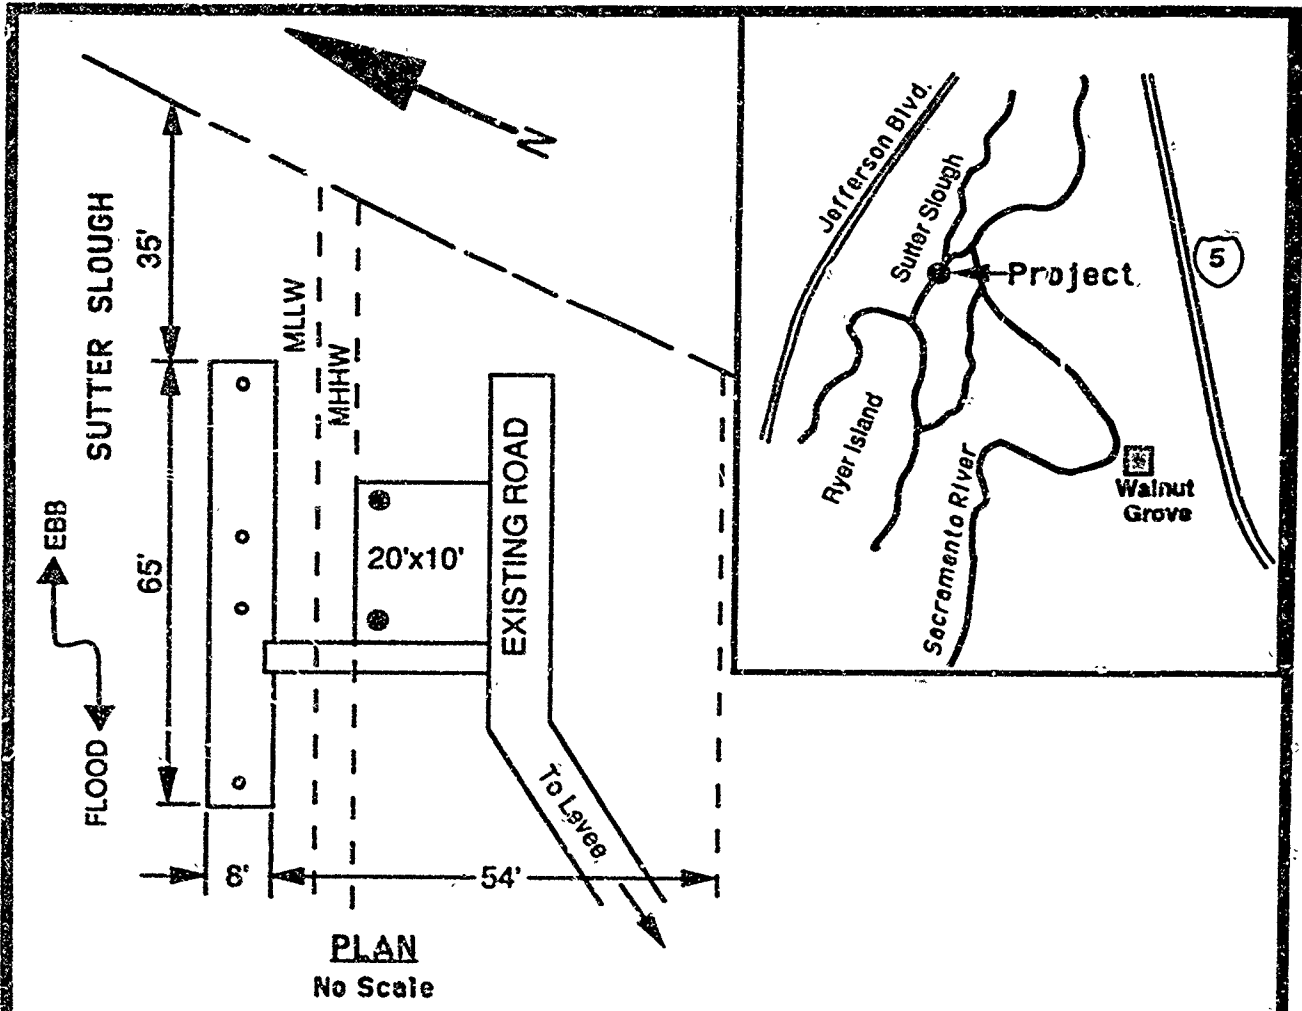 N
SUTTER SLOUGH
35'
MLLW
MHHW
EBB
65'
FLOOD
20'x10'
EXISTING ROAD
To Levee
54'
PLAN
No Scale
Jefferson Blvd.
Sutter Slough
Project
5
Ryer Island
Sacramento River
Walnut
Grove